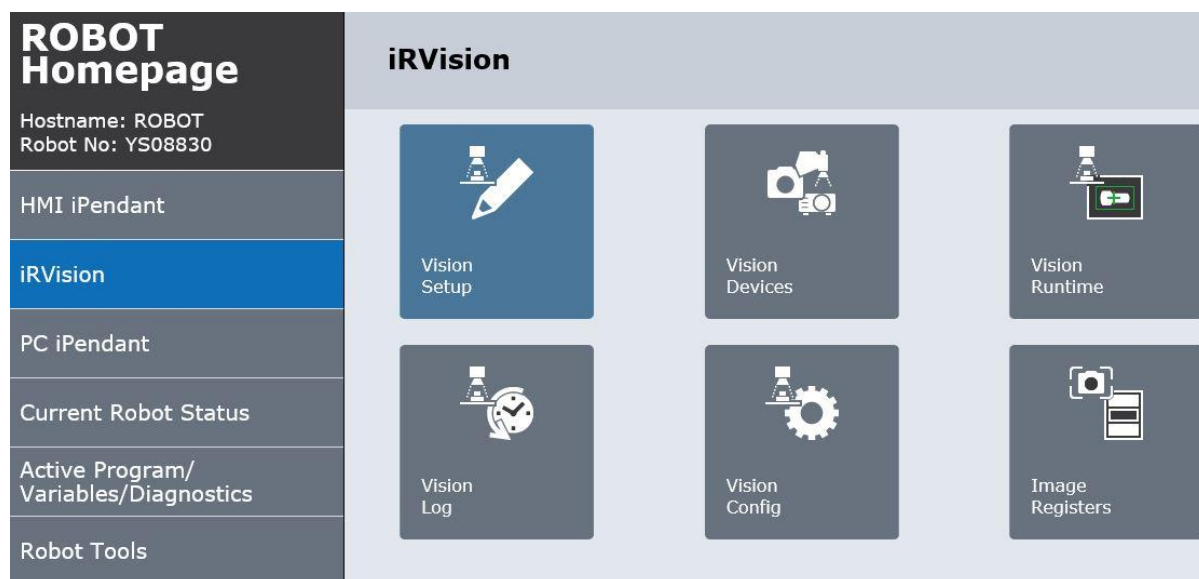 ROBOT
Homepage
Hostname: ROBOT
Robot No: YS08830
HMI iPendant
iRVision
PC iPendant
Current Robot Status
Active Program/
Variables/Diagnostics
Robot Tools
iRVision
Vision
Setup
Vision
Devices
Vision
Runtime
Vision
Log
Vision
Config
Image
Registers